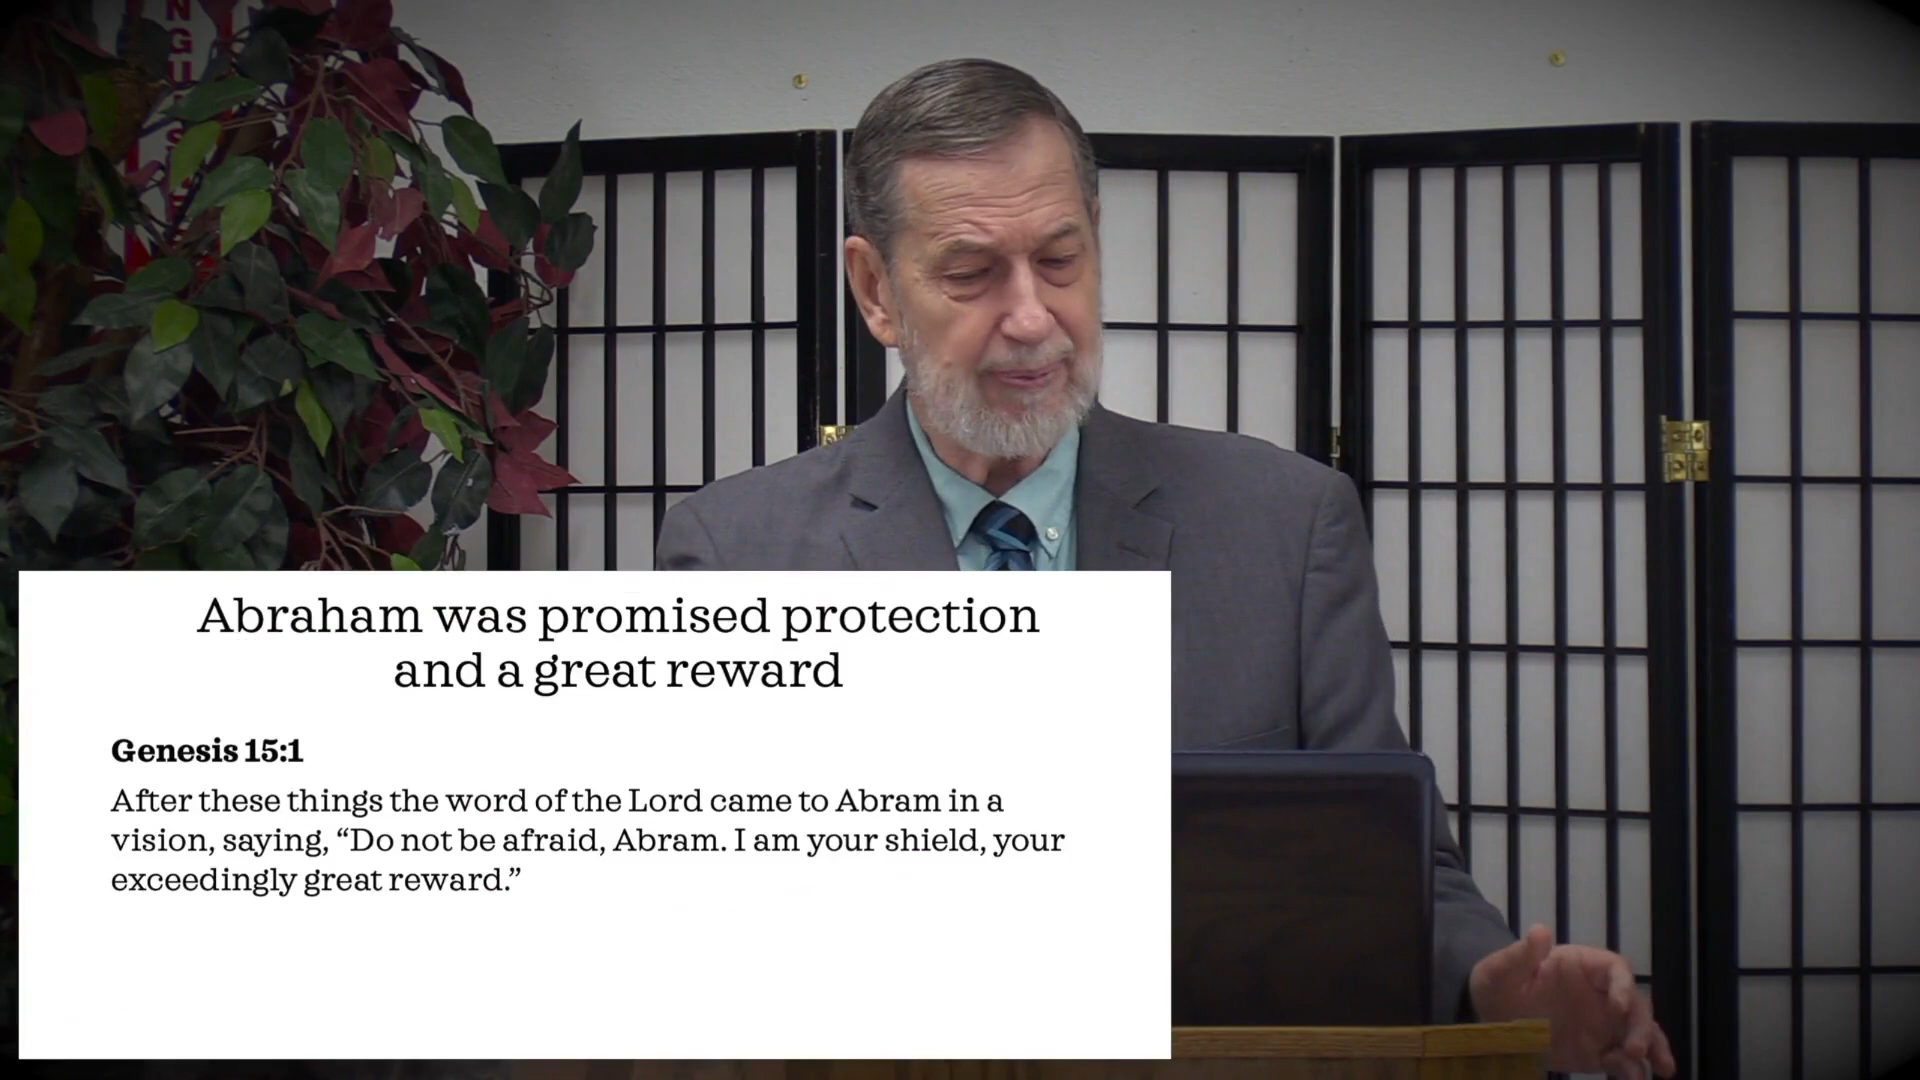 Abraham was promised protection
and a great reward
Genesis 15:1
After these things the word of the Lord came to Abram in a
vision, saying, “Do not be afraid, Abram. I am your shield, your
exceedingly great reward.”